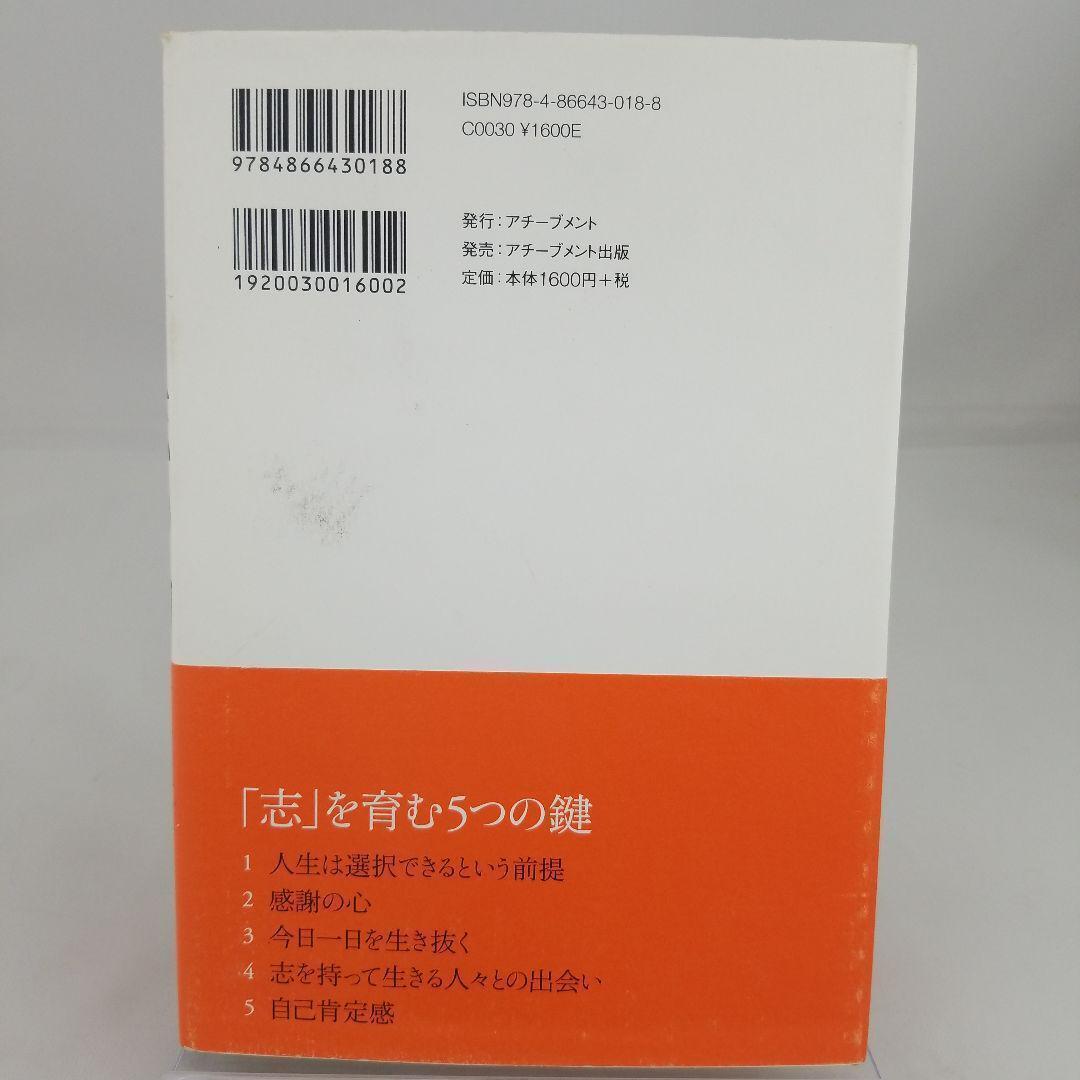 9784866430188
ISBN978-4-86643-018-8
C0030 ¥1600E
1920030016002
発行：アチーブメント
発売：アチーブメント出版
定価：本体1600円＋税
「志」を育む5つの鍵
1 人生は選択できるという前提
2 感謝の心
3 今日一日を生き抜く
4 志を持って生きる人々との出会い
5 自己肯定感